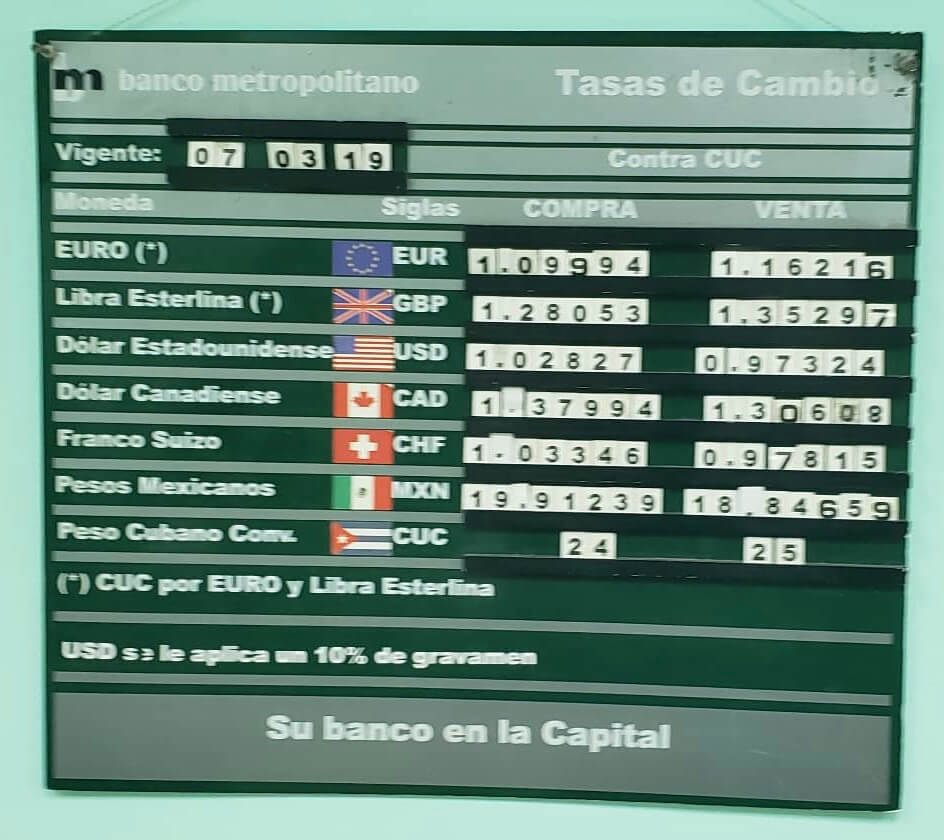 bm banco metropolitano Tasas de Cambio
Vigente: 07 03 19 Contra CUC
Moneda Siglas COMPRA VENTA
EURO (*) EUR 1.09994 1.16216
Libra Esterlina (*) GBP 1.28053 1.35297
Dólar Estadounidense USD 1.02827 0.97324
Dólar Canadiense CAD 1.37994 1.30608
Franco Suizo CHF 1.03346 0.97815
Pesos Mexicanos MXN 19.91239 18.84659
Peso Cubano Conv. CUC 24 25
(*) CUC por EURO y Libra Esterlina
USD se le aplica un 10% de gravamen
Su banco en la Capital